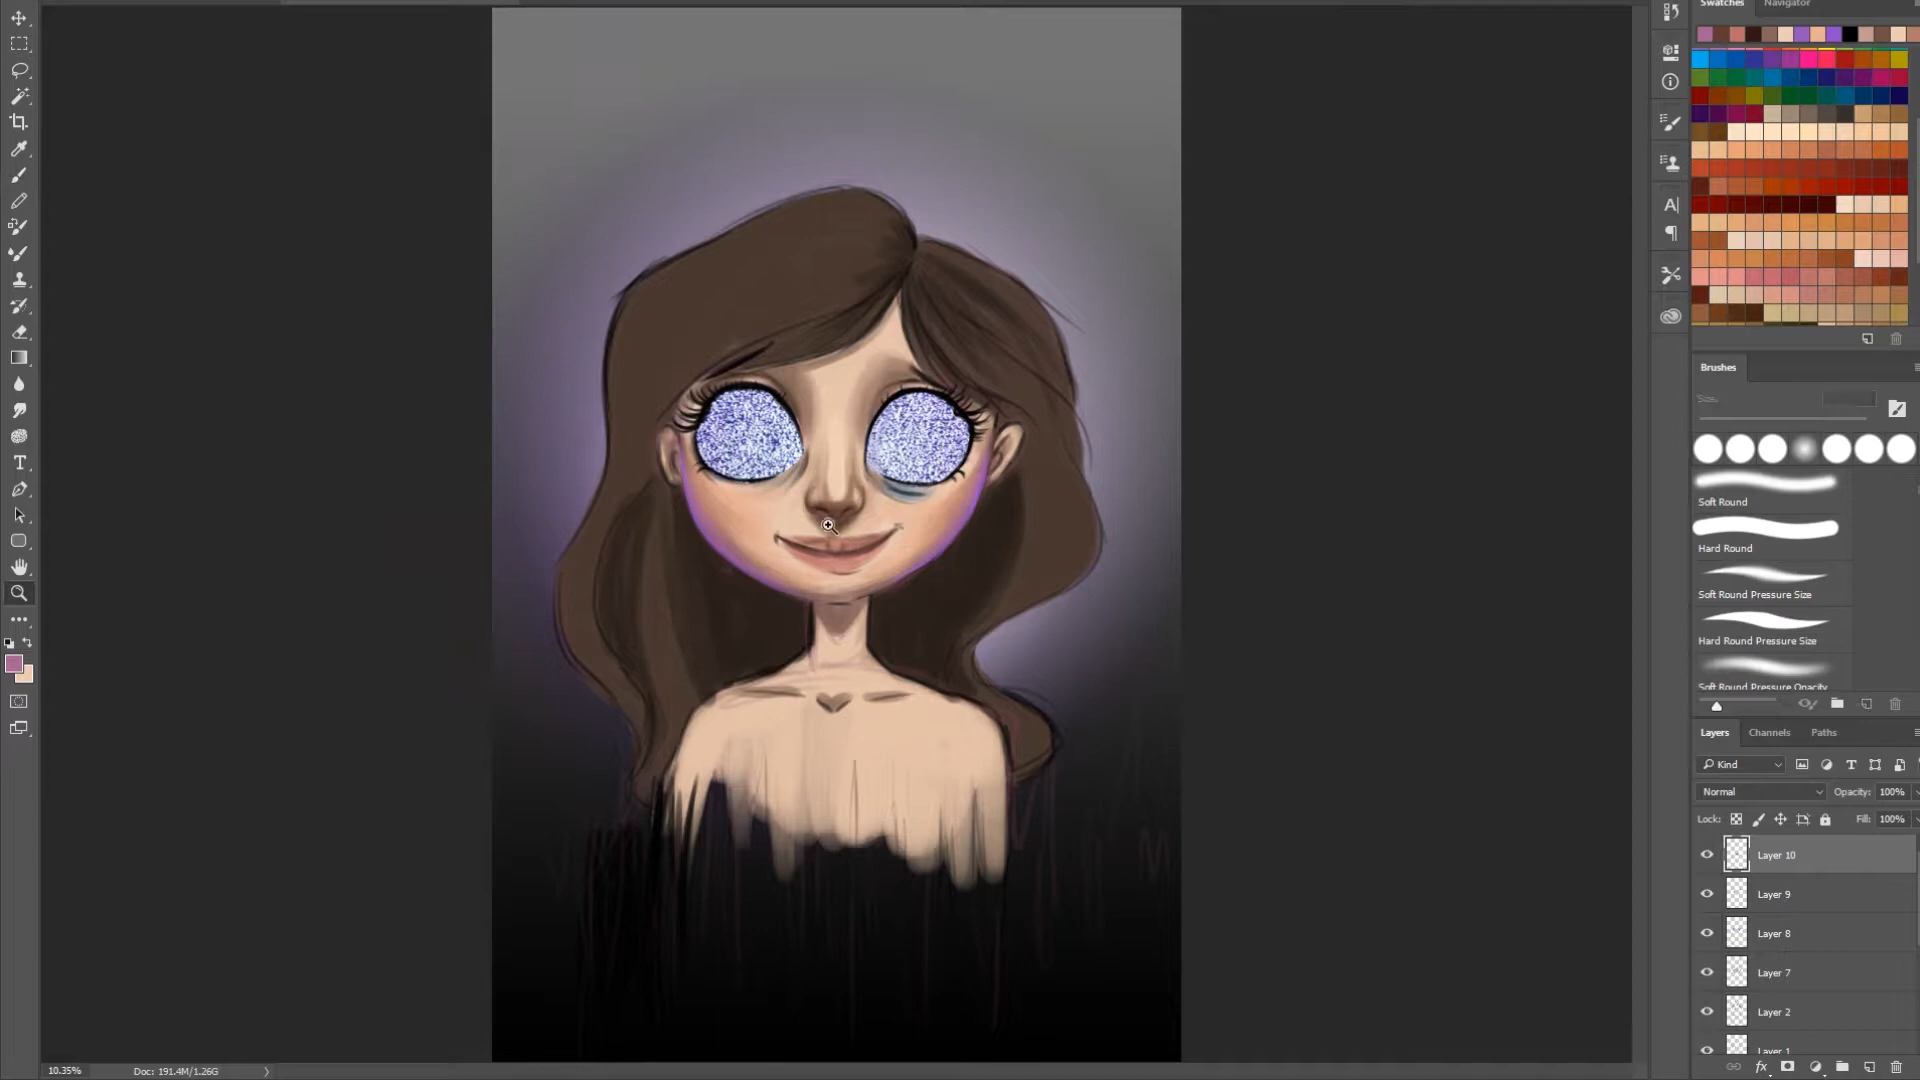 Swatches
Navigator
Brushes
Size:
Soft Round
Hard Round
Soft Round Pressure Size
Hard Round Pressure Size
Soft Round Pressure Opacity
Layers
Channels
Paths
Kind
Normal
Opacity: 100%
Lock:
Fill: 100%
Layer 10
Layer 9
Layer 8
Layer 7
Layer 2
Layer 1
10.35%
Doc: 191.4M/1.26G